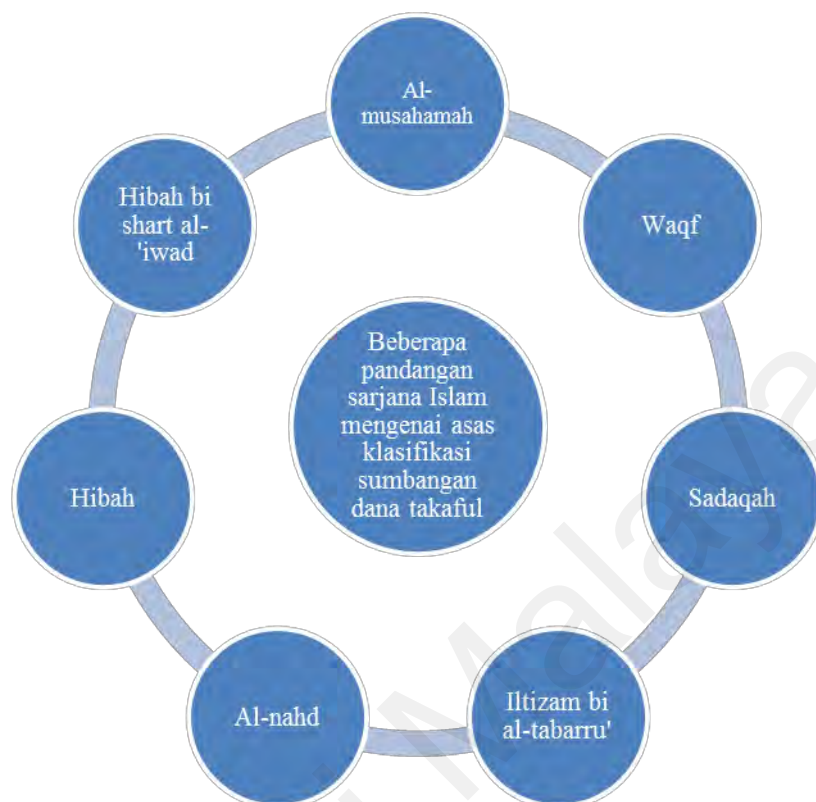 Al-
musahamah
Waqf
Sadaqah
Iltizam bi
al-tabarru'
Al-nahd
Hibah
Hibah bi
shart al-
'iwad
Beberapa
pandangan
sarjana Islam
mengenai asas
klasifikasi
sumbangan
dana takaful
Malaya